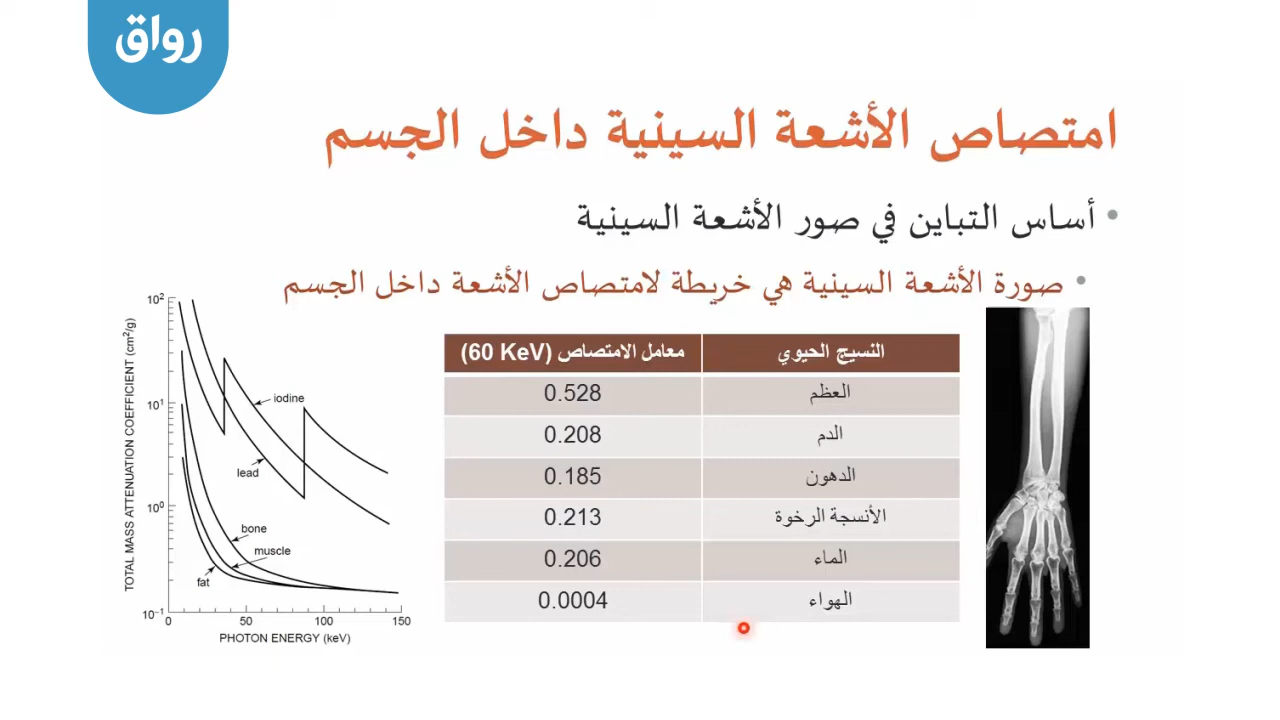 رواق
امتصاص الأشعة السينية داخل الجسم
• أساس التباين في صور الأشعة السينية
• صورة الأشعة السينية هي خريطة لامتصاص الأشعة داخل الجسم
النسيج الحيوي معامل الامتصاص (60 KeV)
العظم 0.528
الدم 0.208
الدهون 0.185
الأنسجة الرخوة 0.213
الماء 0.206
الهواء 0.0004
TOTAL MASS ATTENUATION COEFFICIENT (cm²/g)
10²
10¹
10⁰
10⁻¹
iodine
lead
bone
muscle
fat
0 50 100 150
PHOTON ENERGY (keV)